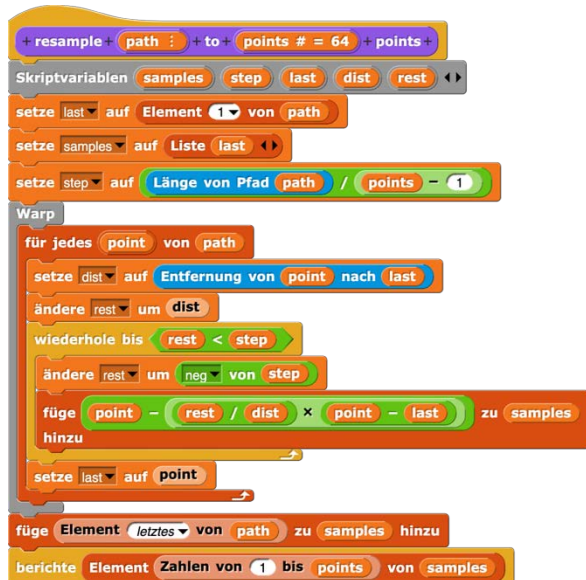 + resample + path ⋮ + to + points # = 64 + points +
Skriptvariablen samples step last dist rest
setze last auf Element 1 von path
setze samples auf Liste last
setze step auf Länge von Pfad path / points − 1
Warp
für jedes point von path
setze dist auf Entfernung von point nach last
ändere rest um dist
wiederhole bis rest < step
ändere rest um neg von step
füge point − rest / dist × point − last zu samples
hinzu
setze last auf point
füge Element letztes von path zu samples hinzu
berichte Element Zahlen von 1 bis points von samples